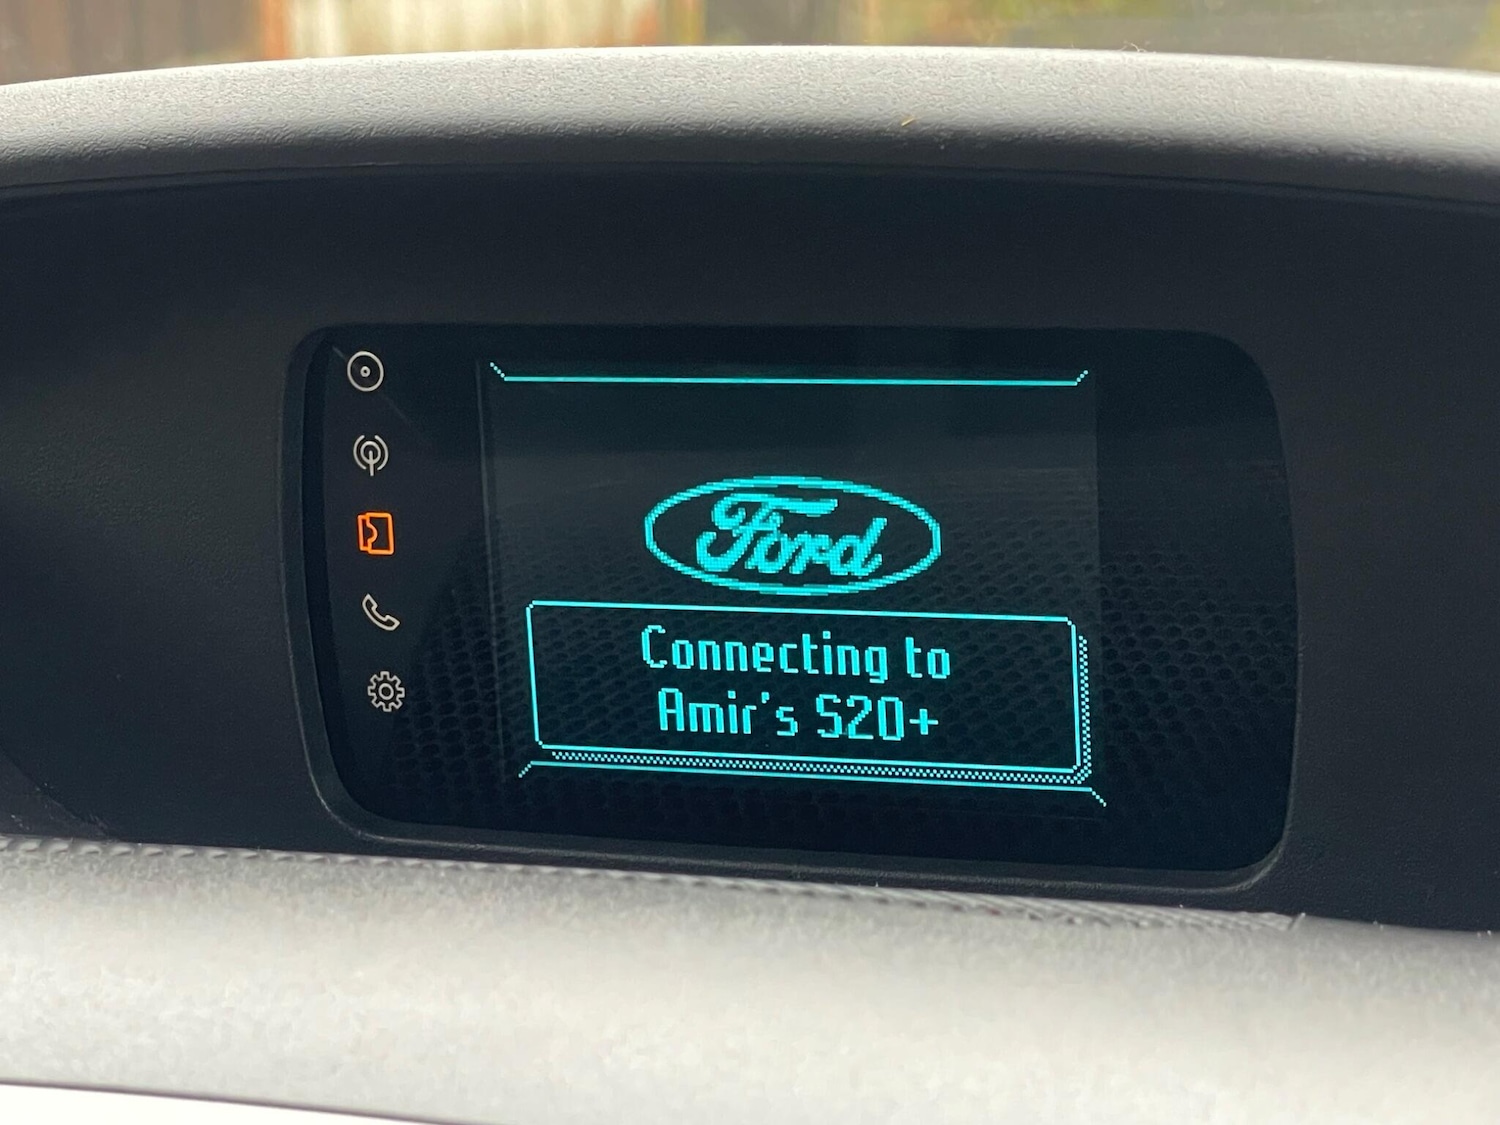 Ford
Connecting to
Amir's S20+